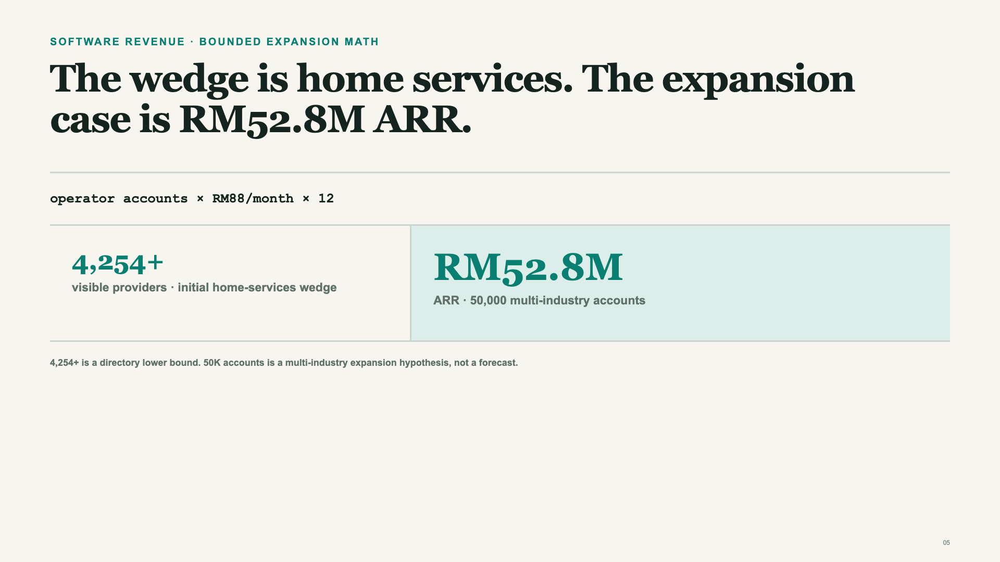 SOFTWARE REVENUE · BOUNDED EXPANSION MATH
The wedge is home services. The expansion
case is RM52.8M ARR.
operator accounts × RM88/month × 12
4,254+
visible providers · initial home-services wedge
RM52.8M
ARR · 50,000 multi-industry accounts
4,254+ is a directory lower bound. 50K accounts is a multi-industry expansion hypothesis, not a forecast.
05